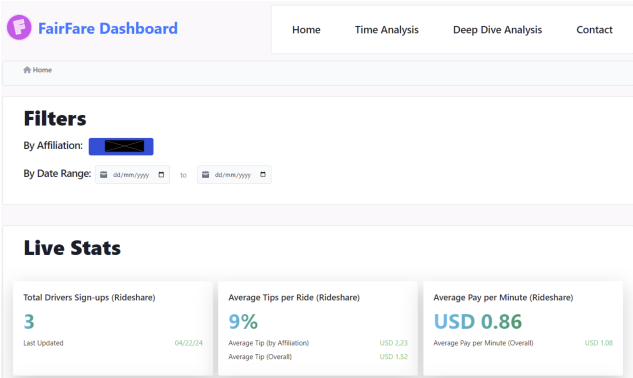 FairFare Dashboard
Home Time Analysis Deep Dive Analysis Contact
Home
Filters
By Affiliation:
By Date Range: dd/mm/yyyy to dd/mm/yyyy
Live Stats
Total Drivers Sign-ups (Rideshare)
3
Last Updated 04/22/24
Average Tips per Ride (Rideshare)
9%
Average Tip (by Affiliation) USD 2.23
Average Tip (Overall) USD 1.52
Average Pay per Minute (Rideshare)
USD 0.86
Average Pay per Minute (Overall) USD 1.08